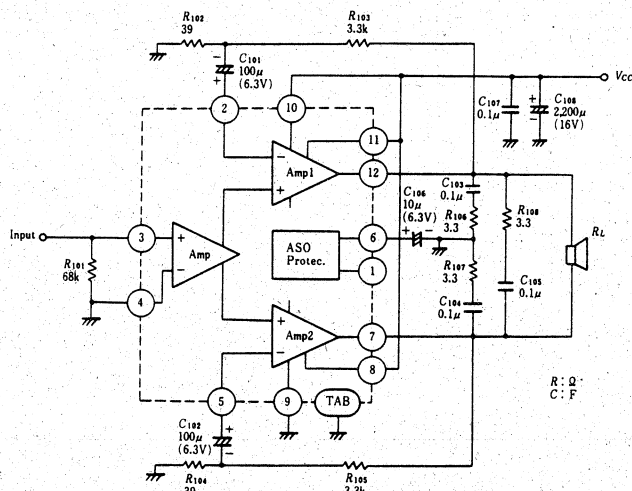 R102
39
R103
3.3k
C101
100μ
(6.3V)
Vcc
2
10
C107
0.1μ
C108
2,200μ
(16V)
11
12
Amp1
C103
0.1μ
C106
10μ
(6.3V)
R106
3.3
R108
3.3
RL
Input
3
Amp
ASO
Protec.
6
1
R101
68k
4
R107
3.3
C104
0.1μ
C105
0.1μ
Amp2
7
8
R : Ω
C : F
5
9
TAB
C102
100μ
(6.3V)
R104
39
R105
3.3k